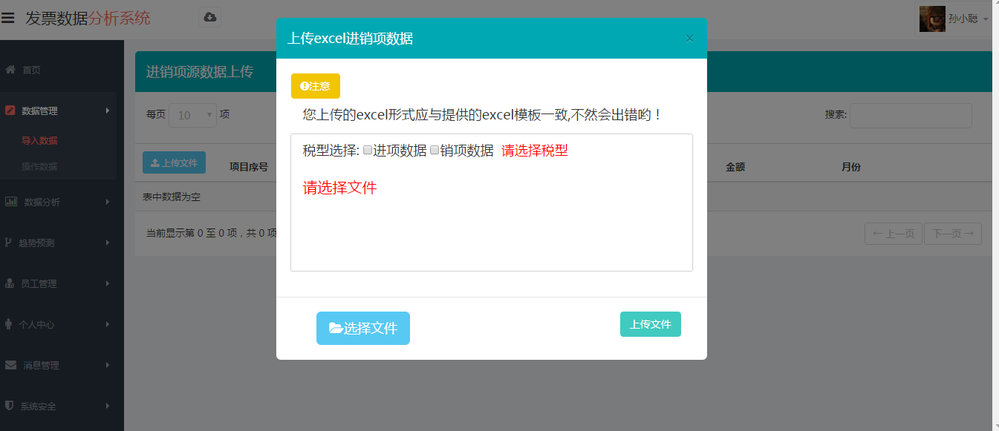 发票数据分析系统
孙小聪
首页
数据管理
导入数据
操作数据
数据分析
趋势预测
员工管理
个人中心
消息管理
系统安全
进销项源数据上传
每页 10 项
搜索:
上传文件 项目序号 金额 月份
表中数据为空
当前显示第 0 至 0 项，共 0 项
← 上一页 下一页 →
上传excel进销项数据 ×
注意
您上传的excel形式应与提供的excel模板一致,不然会出错哟！
税型选择: 进项数据 销项数据 请选择税型
请选择文件
选择文件 上传文件